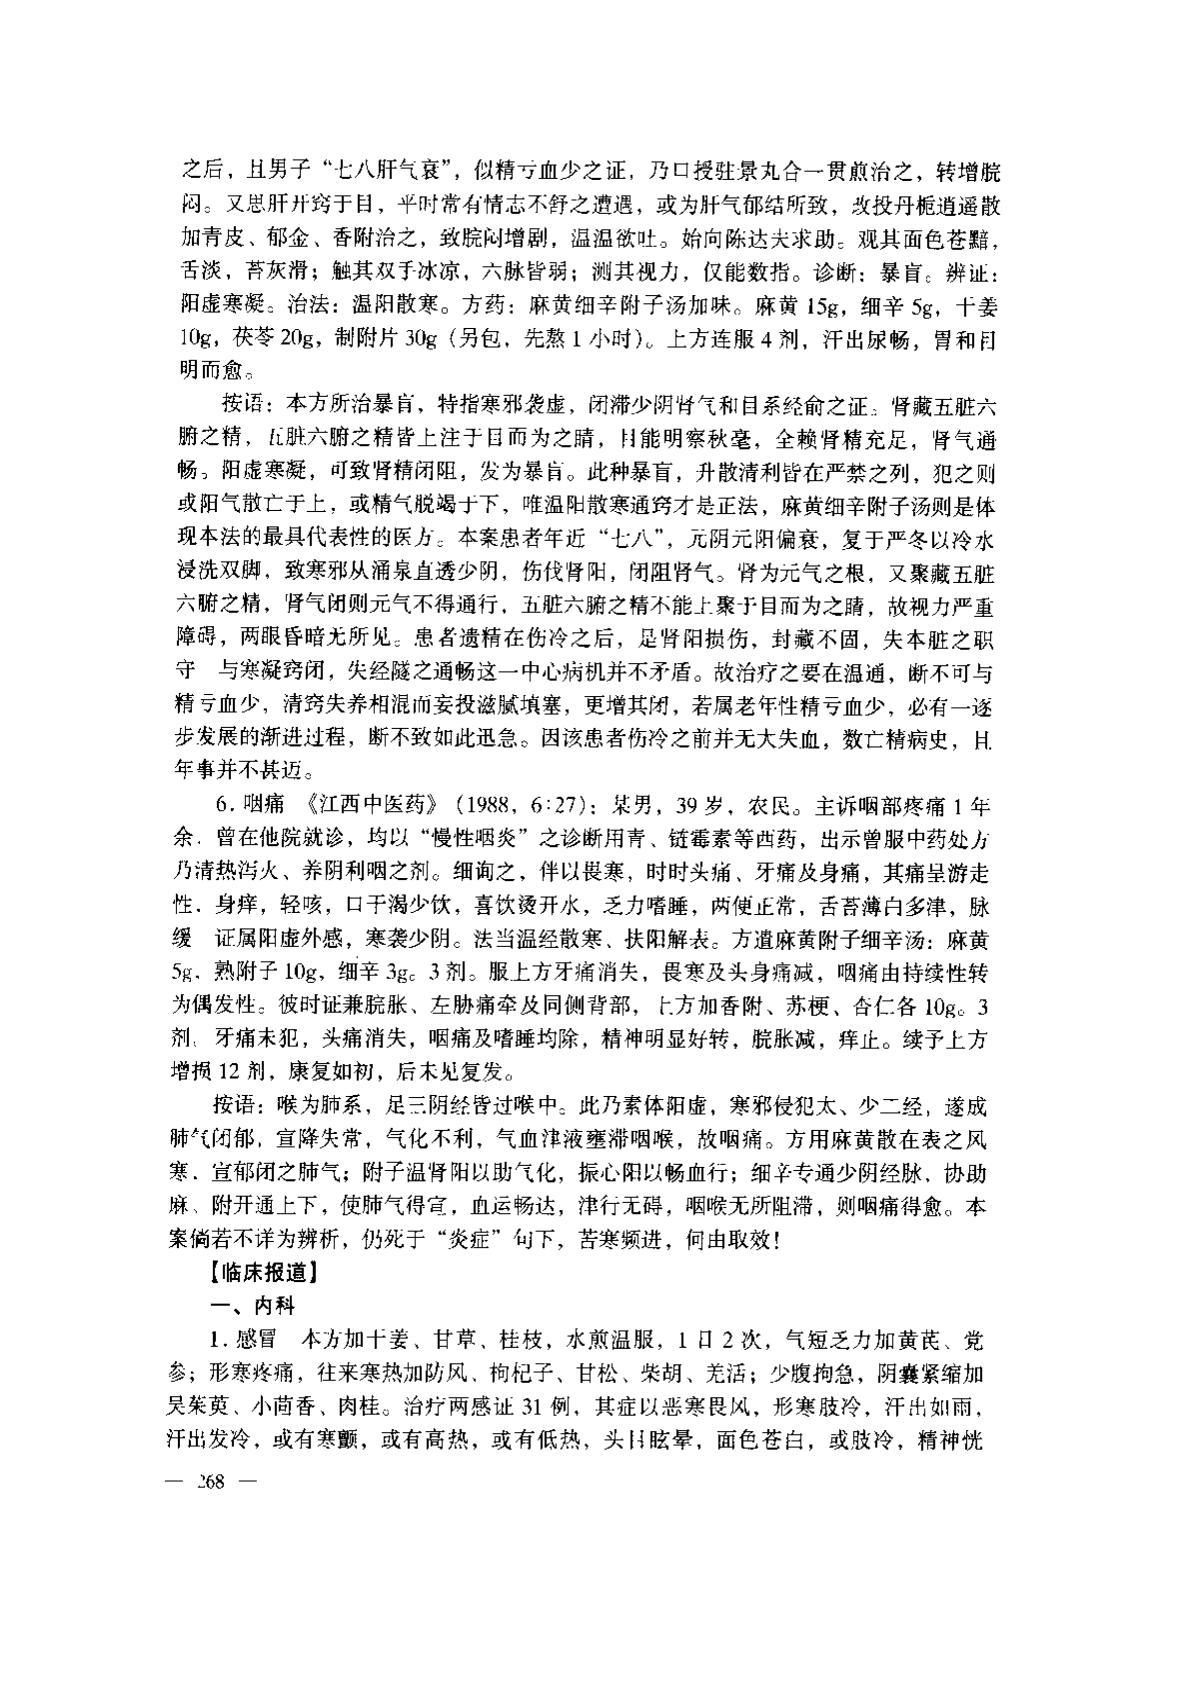 之后，且男子“七八肝气衰”，似精亏血少之证，乃口授驻景丸合一贯煎治之，转增脘
闷。又思肝开窍于目，平时常有情志不舒之遭遇，或为肝气郁结所致，改投丹栀逍遥散
加青皮、郁金、香附治之，致脘闷增剧，温温欲吐。始向陈达夫求助。观其面色苍黯，
舌淡，苔灰滑；触其双手冰凉，六脉皆弱；测其视力，仅能数指。诊断：暴盲。辨证：
阳虚寒凝。治法：温阳散寒。方药：麻黄细辛附子汤加味。麻黄 15g，细辛 5g，干姜
10g，茯苓 20g，制附片 30g（另包，先熬 1 小时）。上方连服 4 剂，汗出尿畅，胃和目
明而愈。
按语：本方所治暴盲，特指寒邪袭虚，闭滞少阴肾气和目系经俞之证。肾藏五脏六
腑之精，五脏六腑之精皆上注于目而为之睛，目能明察秋毫，全赖肾精充足，肾气通
畅。阳虚寒凝，可致肾精闭阻，发为暴盲。此种暴盲，升散清利皆在严禁之列，犯之则
或阳气散亡于上，或精气脱竭于下，唯温阳散寒通窍才是正法，麻黄细辛附子汤则是体
现本法的最具代表性的医方。本案患者年近“七八”，元阴元阳偏衰，复于严冬以冷水
浸洗双脚，致寒邪从涌泉直透少阴，伤伐肾阳，闭阻肾气。肾为元气之根，又聚藏五脏
六腑之精，肾气闭则元气不得通行，五脏六腑之精不能上聚于目而为之睛，故视力严重
障碍，两眼昏暗无所见。患者遗精在伤冷之后，是肾阳损伤，封藏不固，失本脏之职
守　与寒凝窍闭，失经隧之通畅这一中心病机并不矛盾。故治疗之要在温通，断不可与
精亏血少，清窍失养相混而妄投滋腻填塞，更增其闭，若属老年性精亏血少，必有一逐
步发展的渐进过程，断不致如此迅急。因该患者伤冷之前并无大失血，数亡精病史，且
年事并不甚迈。
6. 咽痛　《江西中医药》（1988，6:27）：某男，39 岁，农民。主诉咽部疼痛 1 年
余．曾在他院就诊，均以“慢性咽炎”之诊断用青、链霉素等西药，出示曾服中药处方
乃清热泻火、养阴利咽之剂。细询之，伴以畏寒，时时头痛、牙痛及身痛，其痛呈游走
性．身痒，轻咳，口干渴少饮，喜饮烫开水，乏力嗜睡，两便正常，舌苔薄白多津，脉
缓　证属阳虚外感，寒袭少阴。法当温经散寒、扶阳解表。方遣麻黄附子细辛汤：麻黄
5g，熟附子 10g，细辛 3g。3 剂。服上方牙痛消失，畏寒及头身痛减，咽痛由持续性转
为偶发性。彼时证兼脘胀、左胁痛牵及同侧背部，上方加香附、苏梗、杏仁各 10g。3
剂．牙痛未犯，头痛消失，咽痛及嗜睡均除，精神明显好转，脘胀减，痒止。续予上方
增损 12 剂，康复如初，后未见复发。
按语：喉为肺系，足三阴经皆过喉中。此乃素体阳虚，寒邪侵犯太、少二经，遂成
肺气闭郁，宣降失常，气化不利，气血津液壅滞咽喉，故咽痛。方用麻黄散在表之风
寒．宣郁闭之肺气；附子温肾阳以助气化，振心阳以畅血行；细辛专通少阴经脉．协助
麻、附开通上下，使肺气得宣，血运畅达，津行无碍，咽喉无所阻滞，则咽痛得愈。本
案倘若不详为辨析，仍死于“炎症”句下，苦寒频进，何由取效！
【临床报道】
一、内科
1. 感冒　本方加干姜、甘草、桂枝，水煎温服，1 日 2 次，气短乏力加黄芪、党
参；形寒疼痛，往来寒热加防风、枸杞子、甘松、柴胡、羌活；少腹拘急，阴囊紧缩加
吴茱萸、小茴香、肉桂。治疗两感证 31 例，其症以恶寒畏风，形寒肢冷，汗出如雨，
汗出发冷，或有寒颤，或有高热，或有低热，头目眩晕，面色苍白，或肢冷，精神恍
— 268 —